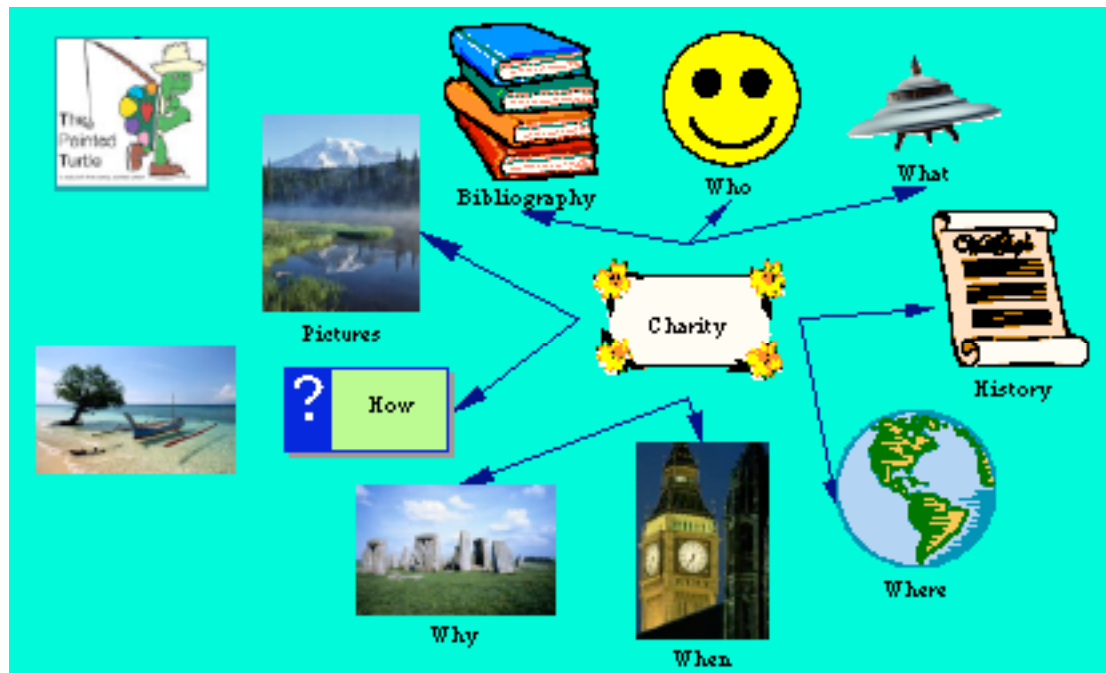 The
Painted
Turtle
Bibliography
Who
What
Pictures
Charity
History
?
How
Where
Why
When